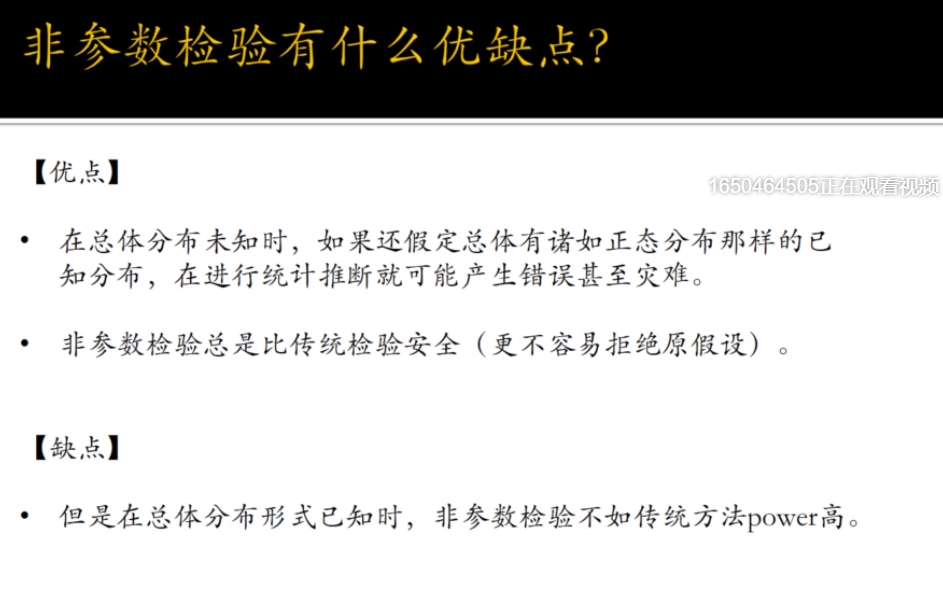 非参数检验有什么优缺点?
【优点】
1650464505正在观看视频
• 在总体分布未知时，如果还假定总体有诸如正态分布那样的已
知分布，在进行统计推断就可能产生错误甚至灾难。
• 非参数检验总是比传统检验安全（更不容易拒绝原假设）。
【缺点】
• 但是在总体分布形式已知时，非参数检验不如传统方法power高。